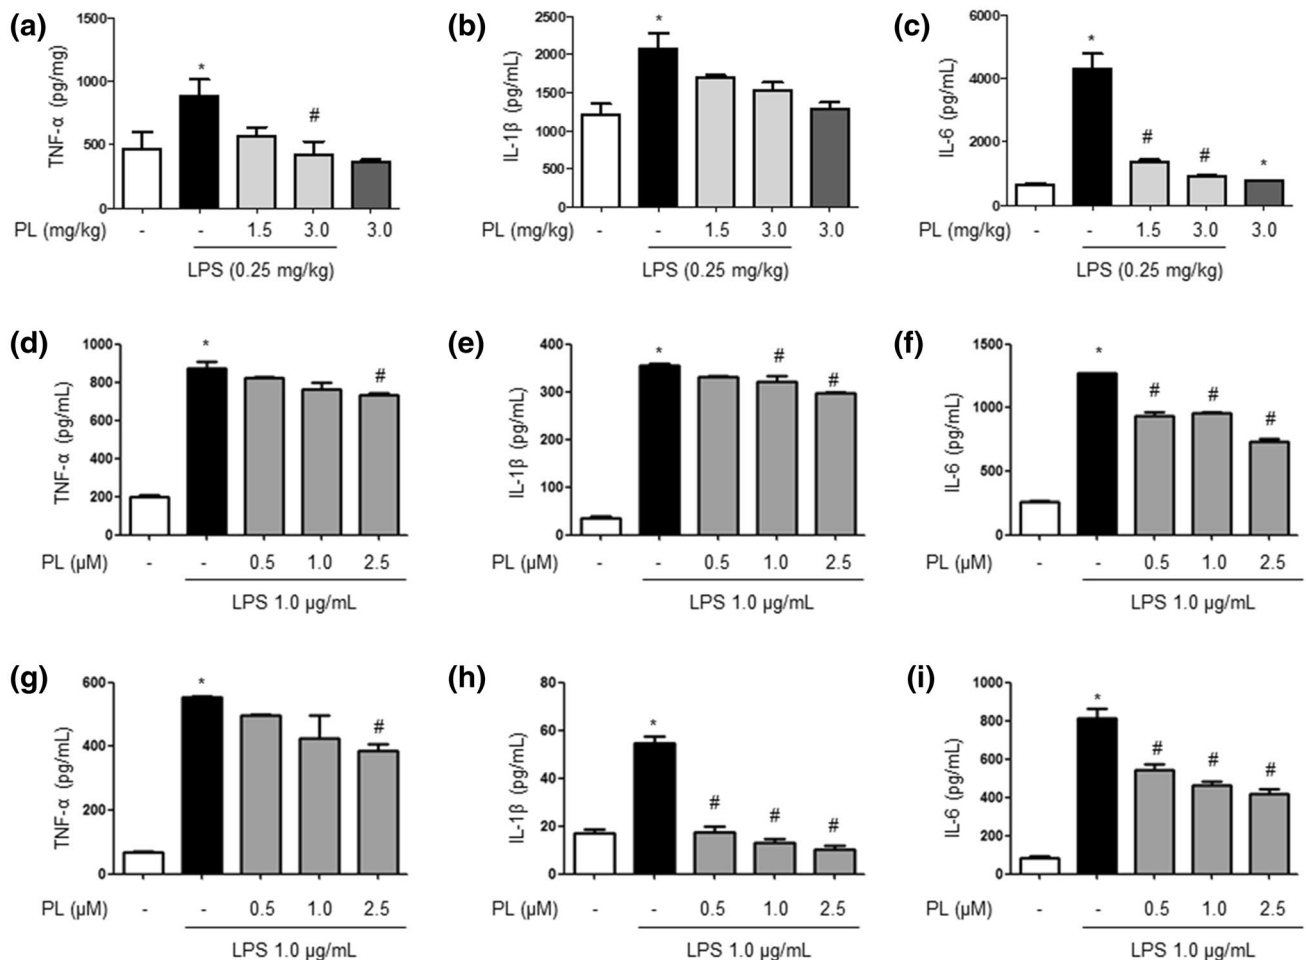 (a)
TNF-α (pg/mg)
1500
1000
500
0
*
#
PL (mg/kg) - - 1.5 3.0 3.0
LPS (0.25 mg/kg)
(b)
IL-1β (pg/mL)
2500
2000
1500
1000
500
0
*
PL (mg/kg) - - 1.5 3.0 3.0
LPS (0.25 mg/kg)
(c)
IL-6 (pg/mL)
6000
4000
2000
0
*
#
#
*
PL (mg/kg) - - 1.5 3.0 3.0
LPS (0.25 mg/kg)
(d)
TNF-α (pg/mL)
1000
800
600
400
200
0
*
#
PL (µM) - - 0.5 1.0 2.5
LPS 1.0 µg/mL
(e)
IL-1β (pg/mL)
400
300
200
100
0
*
#
#
PL (µM) - - 0.5 1.0 2.5
LPS 1.0 µg/mL
(f)
IL-6 (pg/mL)
1500
1000
500
0
*
#
#
#
PL (µM) - - 0.5 1.0 2.5
LPS 1.0 µg/mL
(g)
TNF-α (pg/mL)
600
400
200
0
*
#
PL (µM) - - 0.5 1.0 2.5
LPS 1.0 µg/mL
(h)
IL-1β (pg/mL)
80
60
40
20
0
*
#
#
#
PL (µM) - - 0.5 1.0 2.5
LPS 1.0 µg/mL
(i)
IL-6 (pg/mL)
1000
800
600
400
200
0
*
#
#
#
PL (µM) - - 0.5 1.0 2.5
LPS 1.0 µg/mL